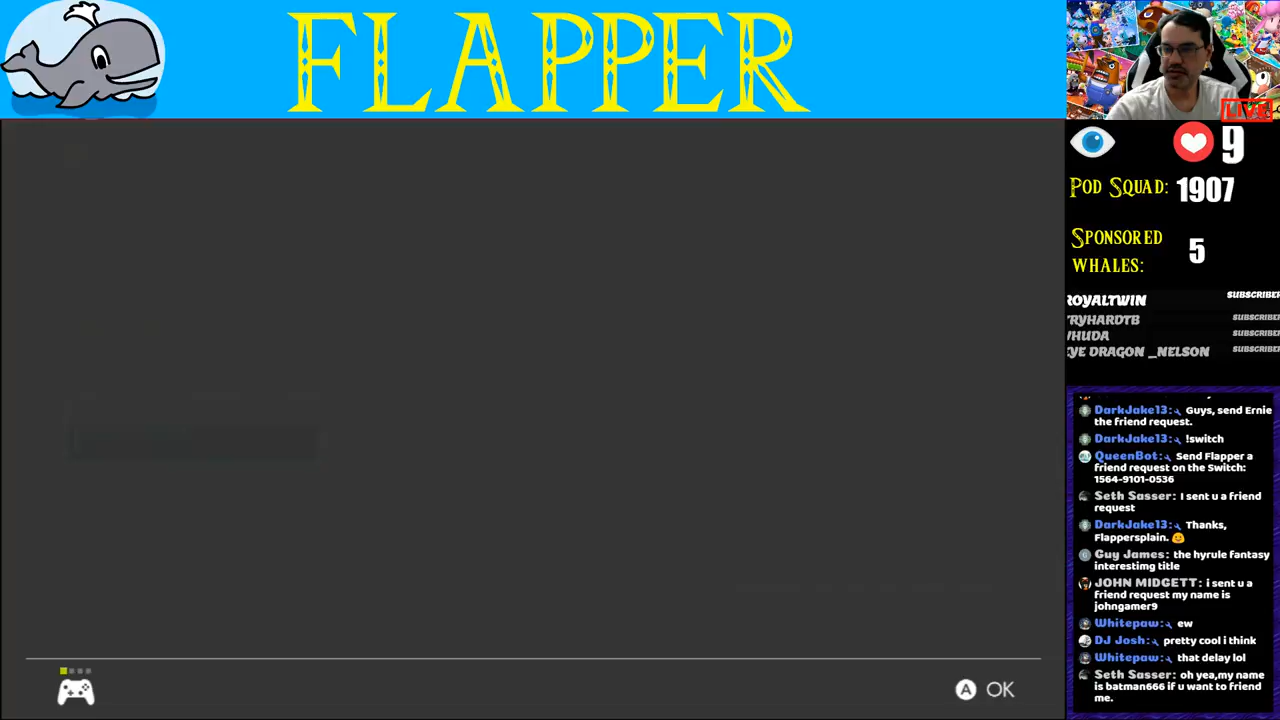 FLAPPER
LIVE
9
Pod Squad: 1907
Sponsored
whales: 5
ROYALTWIN SUBSCRIBER
TRYHARDTB SUBSCRIBER
VHUDA SUBSCRIBER
KYE DRAGON _NELSON SUBSCRIBER
DarkJake13: Guys, send Ernie
the friend request.
DarkJake13: !switch
QueenBot: Send Flapper a
friend request on the Switch:
1564-9101-0536
Seth Sasser: I sent u a friend
request
DarkJake13: Thanks,
Flappersplain.
Guy James: the hyrule fantasy
interestimg title
JOHN MIDGETT: i sent u a
friend request my name is
johngamer9
Whitepaw: ew
DJ Josh: pretty cool i think
Whitepaw: that delay lol
Seth Sasser: oh yea,my name
is batman666 if u want to friend
me.
A OK